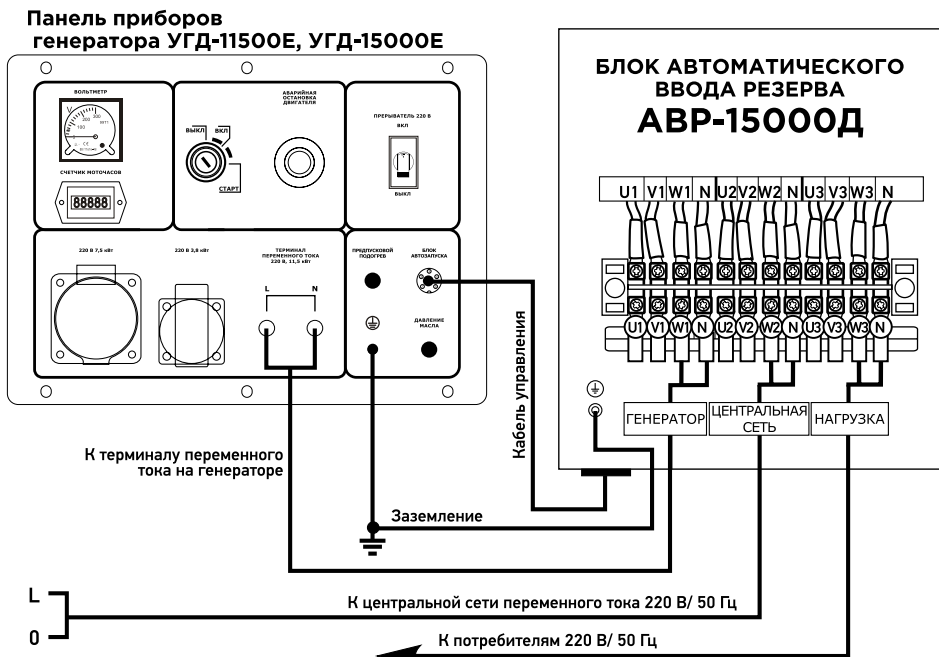 Панель приборов
генератора УГД-11500Е, УГД-15000Е
ВОЛЬТМЕТР
V
100
200
300
СЧЕТЧИК МОТОЧАСОВ
88888
ВЫКЛ
ВКЛ
СТАРТ
АВАРИЙНАЯ
ОСТАНОВКА
ДВИГАТЕЛЯ
ПРЕРЫВАТЕЛЬ 220 В
ВКЛ
ВЫКЛ
220 В 7,5 кВт
220 В 3,8 кВт
ТЕРМИНАЛ
ПЕРЕМЕННОГО ТОКА
220 В, 11,5 кВт
L N
ПРЕДПУСКОВОЙ
ПОДОГРЕВ
БЛОК
АВТОЗАПУСКА
ДАВЛЕНИЕ
МАСЛА
БЛОК АВТОМАТИЧЕСКОГО
ВВОДА РЕЗЕРВА
АВР-15000Д
U1 V1 W1 N U2 V2 W2 N U3 V3 W3 N
U1 V1 W1 N U2 V2 W2 N U3 V3 W3 N
ГЕНЕРАТОР
ЦЕНТРАЛЬНАЯ
СЕТЬ
НАГРУЗКА
Кабель управления
К терминалу переменного
тока на генераторе
Заземление
L
0
К центральной сети переменного тока 220 В/ 50 Гц
К потребителям 220 В/ 50 Гц